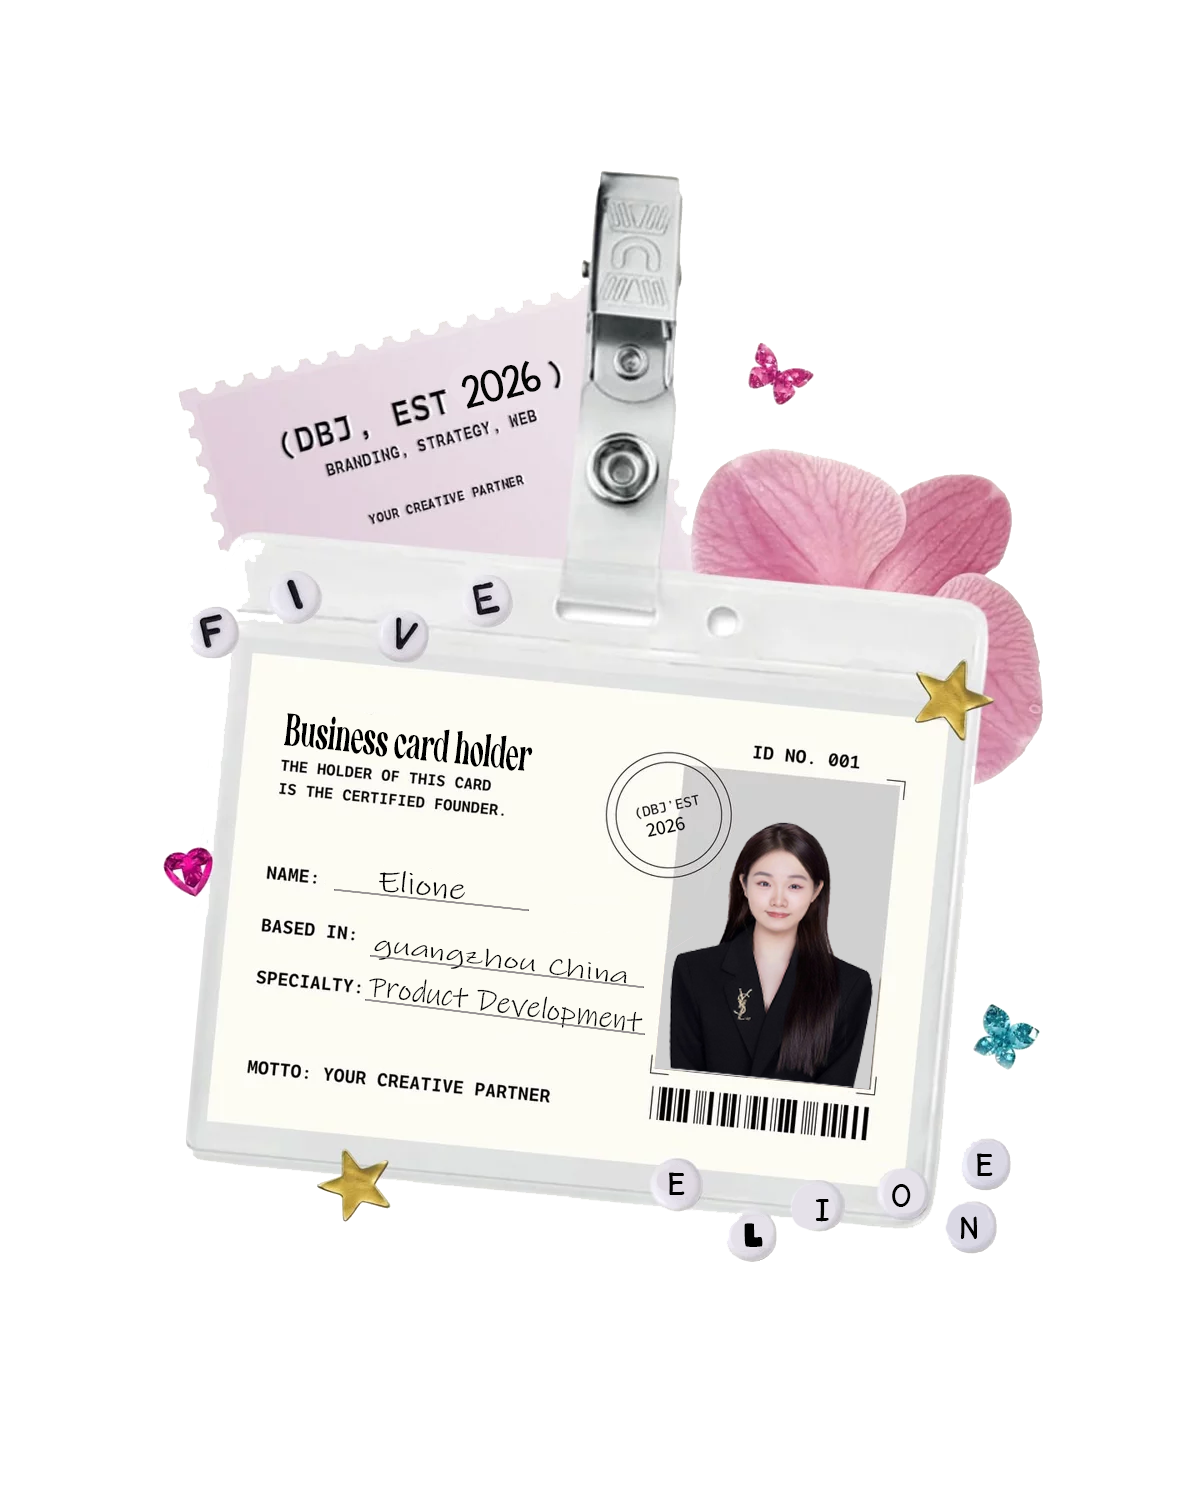 (DBJ, EST 2026)
BRANDING, STRATEGY, WEB
YOUR CREATIVE PARTNER
FIVE
Business card holder
THE HOLDER OF THIS CARD
IS THE CERTIFIED FOUNDER.
ID NO. 001
(DBJ'EST
2026
NAME: Elione
BASED IN: guangzhou China
SPECIALTY: Product Development
MOTTO: YOUR CREATIVE PARTNER
ELIONE